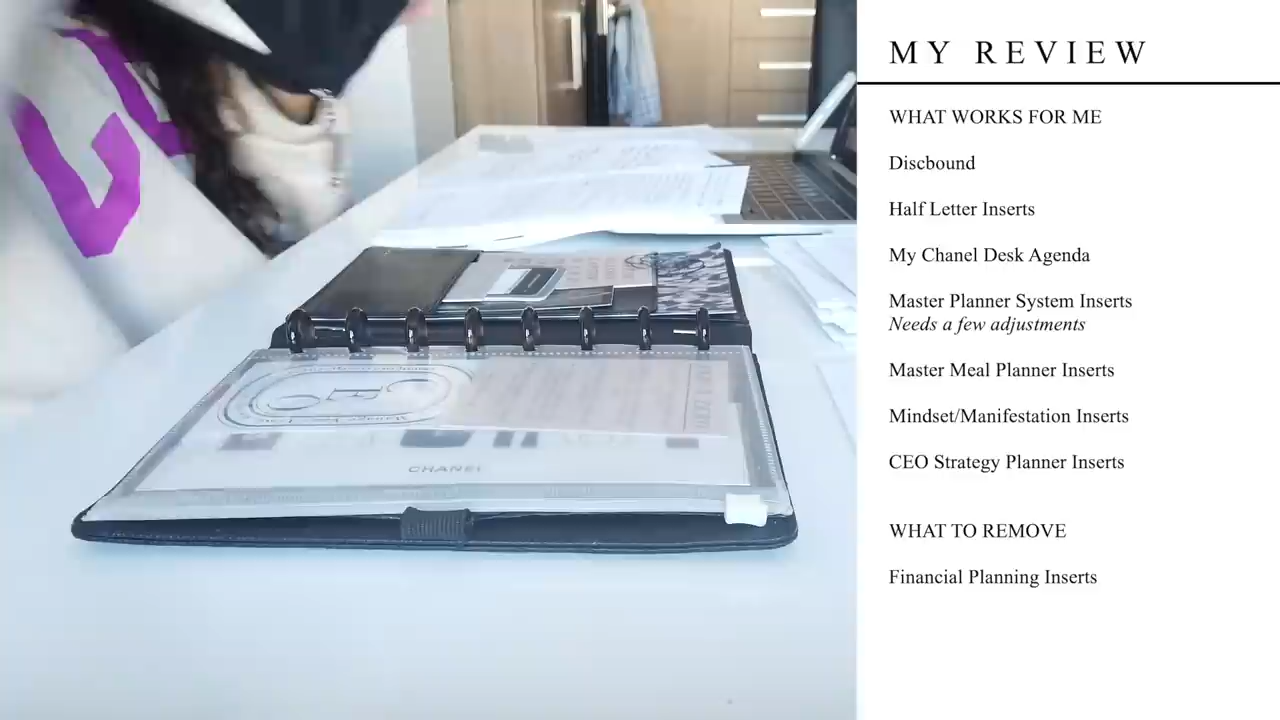 MY REVIEW
WHAT WORKS FOR ME
Discbound
Half Letter Inserts
My Chanel Desk Agenda
Master Planner System Inserts
Needs a few adjustments
Master Meal Planner Inserts
Mindset/Manifestation Inserts
CEO Strategy Planner Inserts
WHAT TO REMOVE
Financial Planning Inserts
CEO
CHANEL